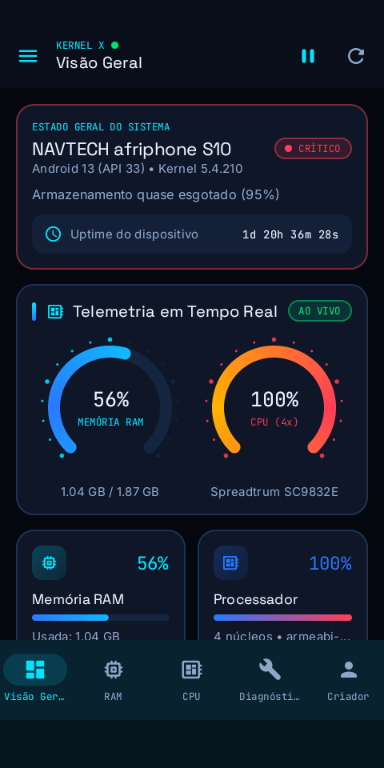 KERNEL X
Visão Geral
ESTADO GERAL DO SISTEMA
NAVTECH afriphone S10
CRÍTICO
Android 13 (API 33) • Kernel 5.4.210
Armazenamento quase esgotado (95%)
Uptime do dispositivo 1d 20h 36m 28s
Telemetria em Tempo Real
AO VIVO
56%
MEMÓRIA RAM
100%
CPU (4x)
1.04 GB / 1.87 GB
Spreadtrum SC9832E
56%
Memória RAM
Usada: 1.04 GB
100%
Processador
4 núcleos • armeabi-...
Visão Ger...
RAM
CPU
Diagnósti...
Criador